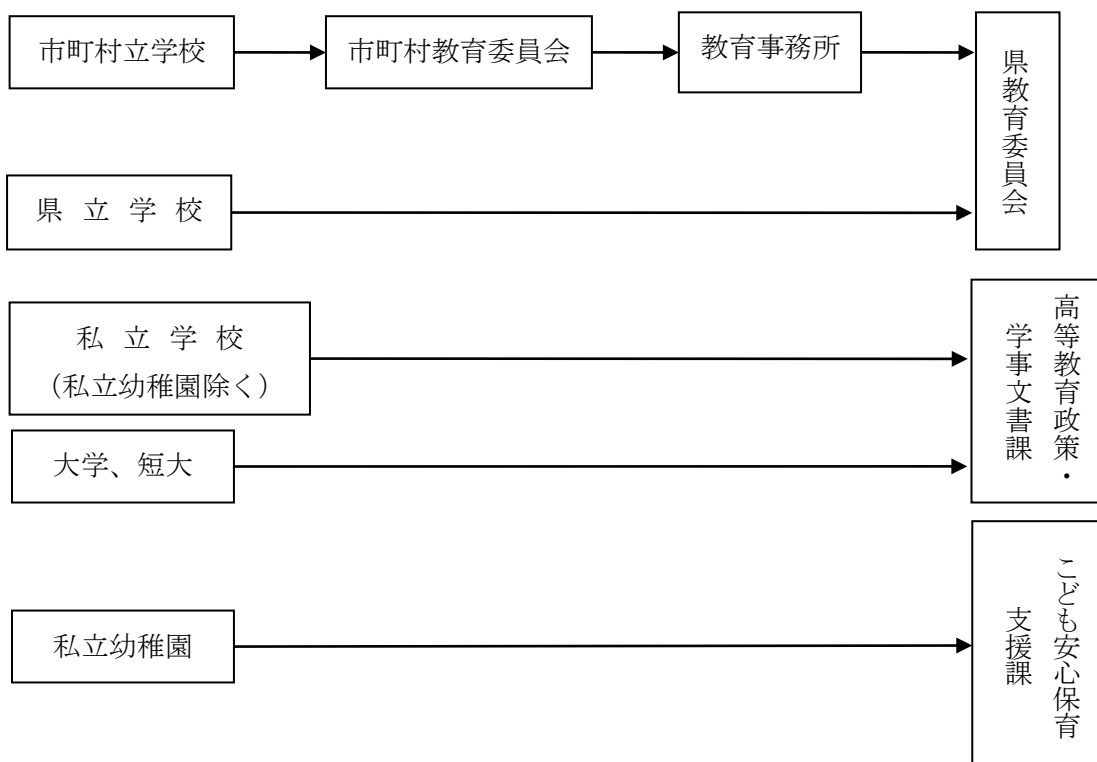 市町村立学校
市町村教育委員会
教育事務所
県教育委員会
県 立 学 校
私 立 学 校
（私立幼稚園除く）
高等教育政策・
学事文書課
大学、短大
私立幼稚園
こども安心保育
支援課